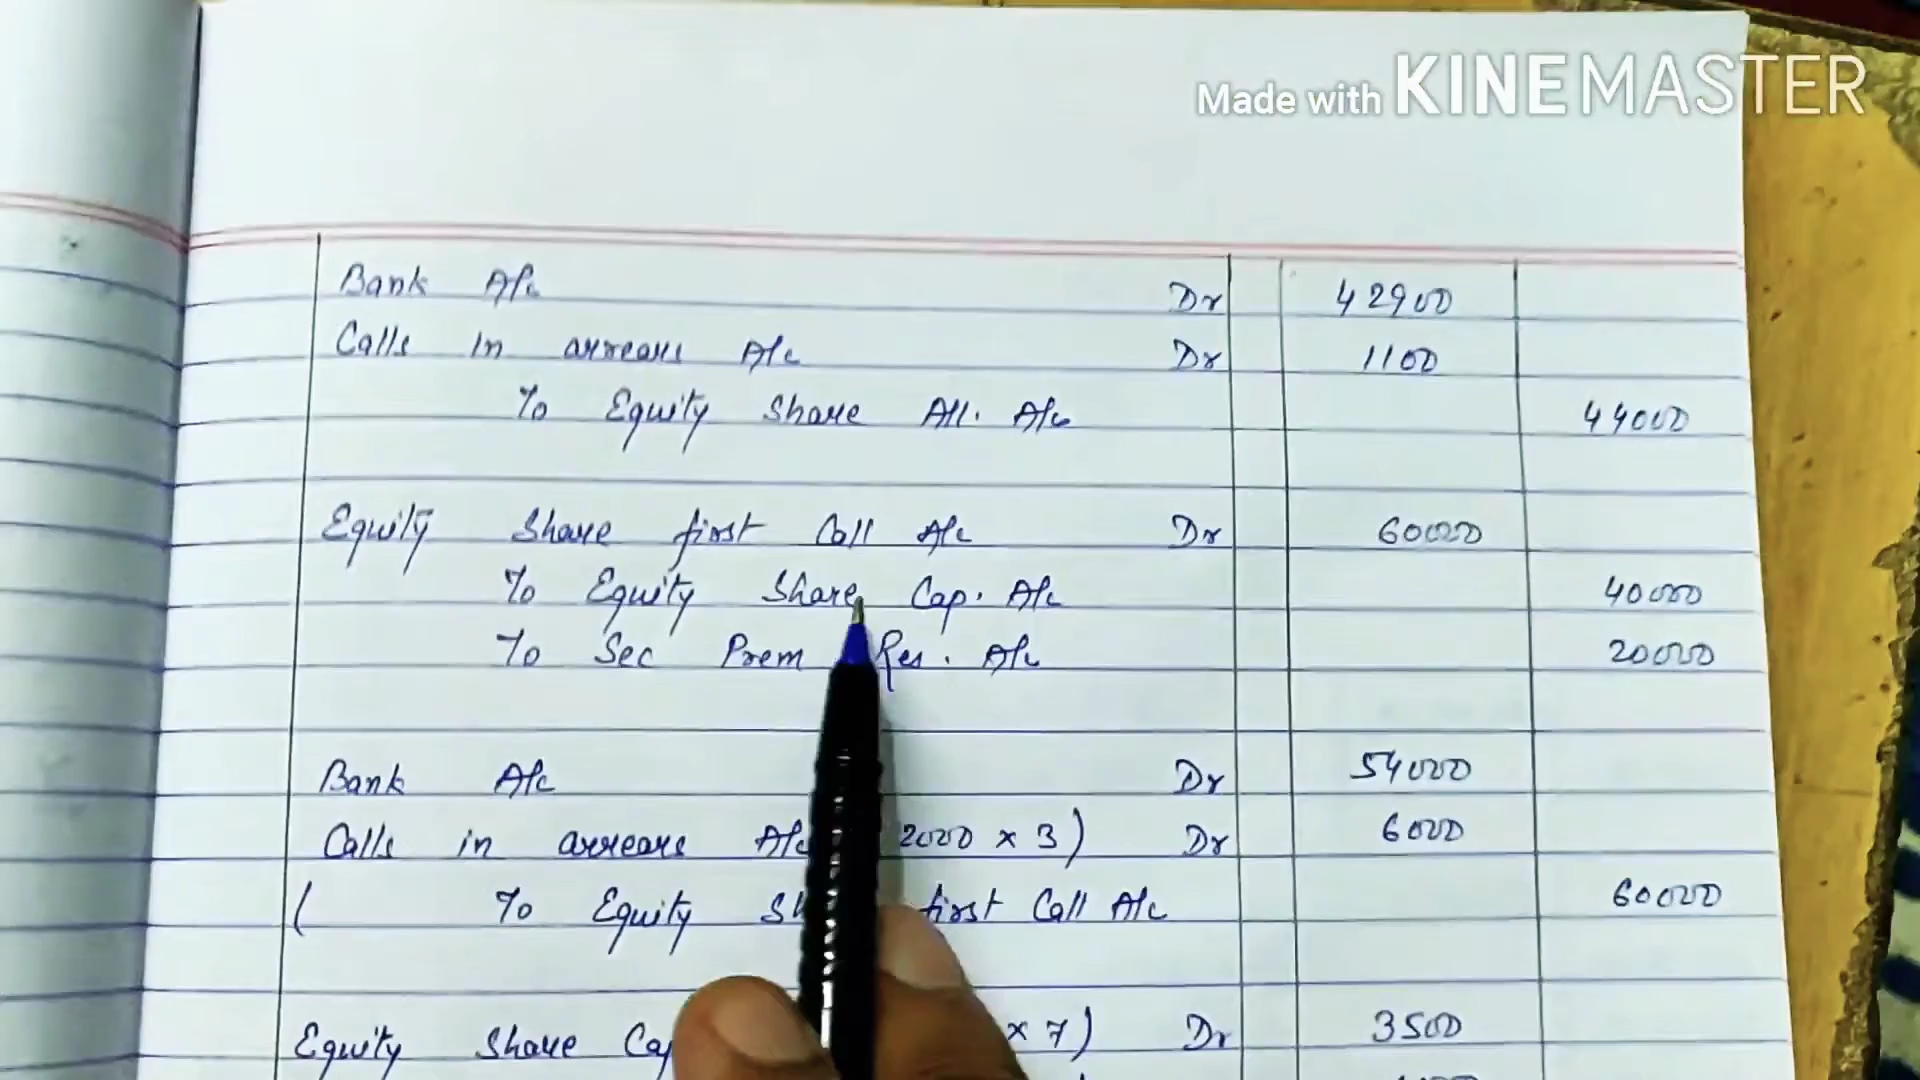 Made with KINEMASTER
Bank A/c Dr 42900
Calls in arrears A/c Dr 1100
To Equity Share All. A/c 44000
Equity Share first Call A/c Dr 60000
To Equity Share Cap. A/c 40000
To Sec Prem Res. A/c 20000
Bank A/c Dr 54000
Calls in arrears A/c 2000 x 3) Dr 6000
( To Equity first Call A/c 60000
Equity Share x 7) Dr 3500